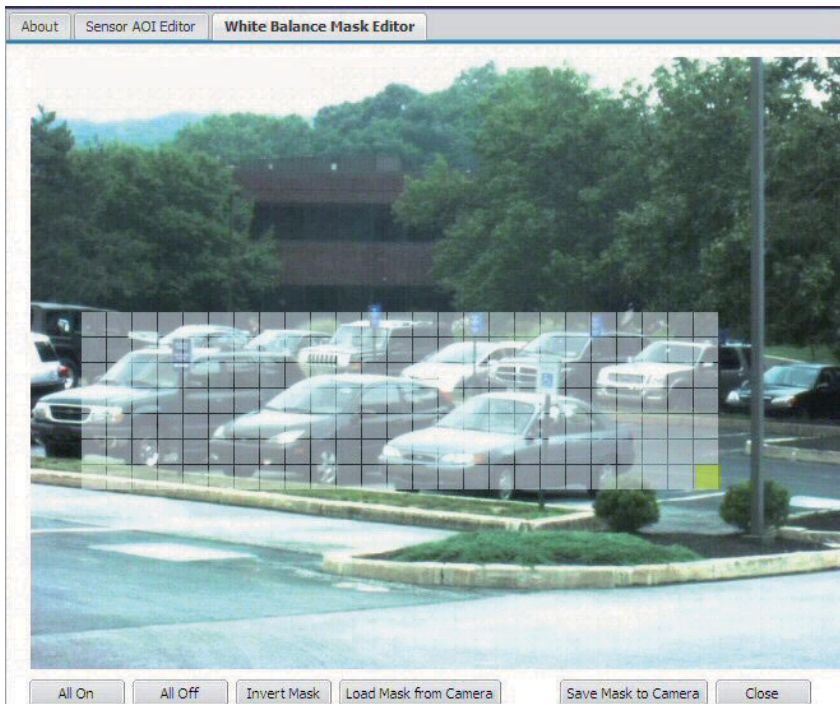 About
Sensor AOI Editor
White Balance Mask Editor
All On
All Off
Invert Mask
Load Mask from Camera
Save Mask to Camera
Close